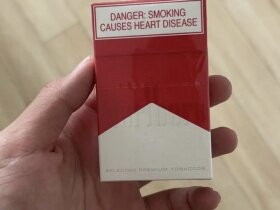 DANGER: SMOKING
CAUSES HEART DISEASE
SELECTED PREMIUM TOBACCOS